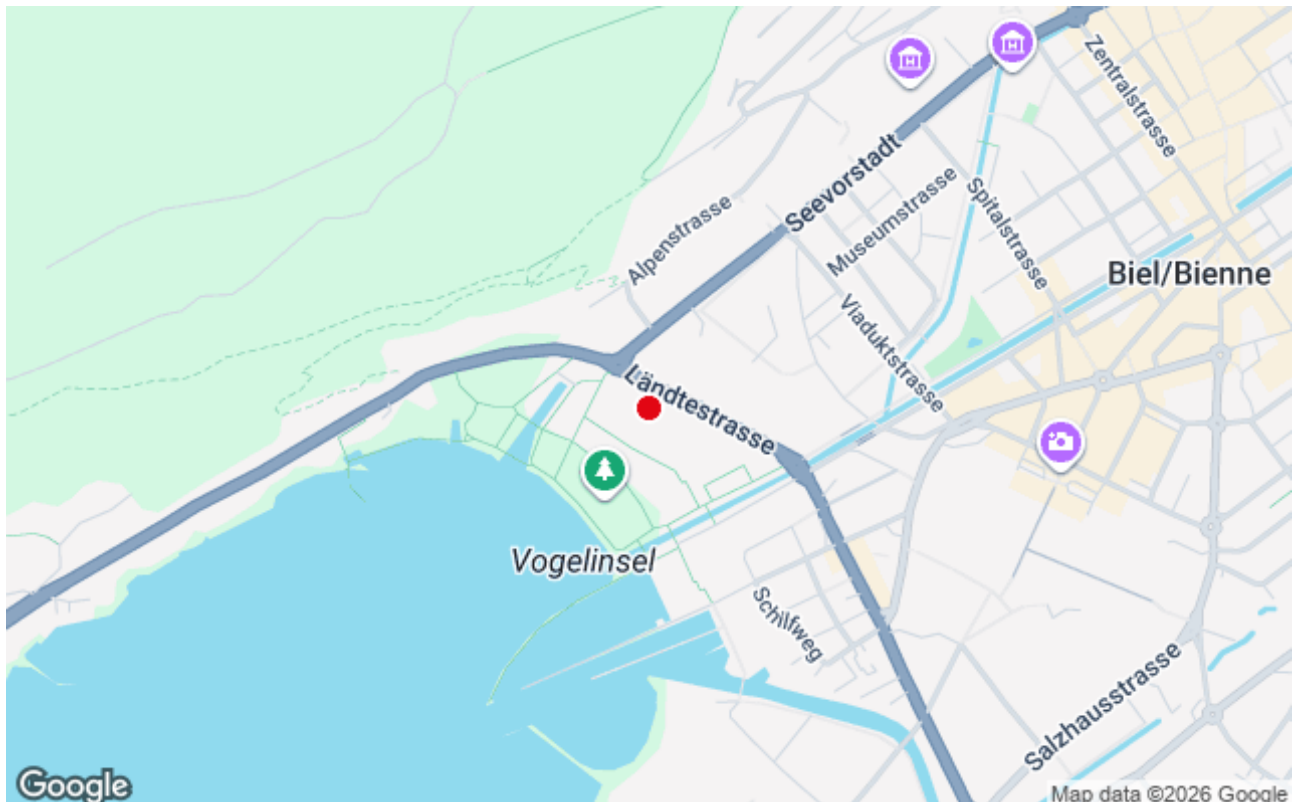 Zentralstrasse
Seevorstadt
Museumstrasse
Spitalstrasse
Alpenstrasse
Biel/Bienne
Viaduktstrasse
Ländtestrasse
Vogelinsel
Schilfweg
Salzhausstrasse
Google
Map data ©2026 Google